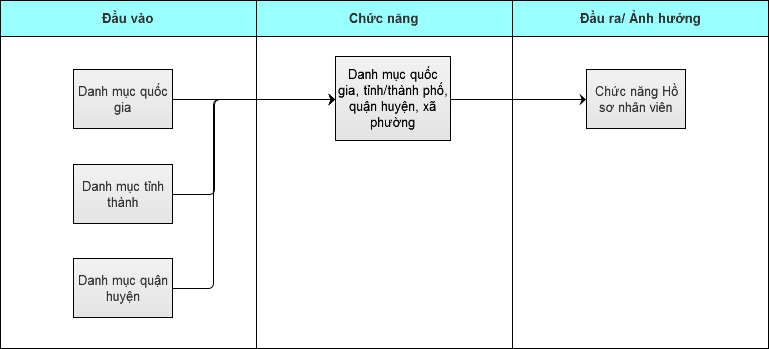 Đầu vào
Chức năng
Đầu ra/ Ảnh hưởng
Danh mục quốc
gia
Danh mục tỉnh
thành
Danh mục quận
huyện
Danh mục quốc
gia, tỉnh/thành phố,
quận huyện, xã
phường
Chức năng Hồ
sơ nhân viên